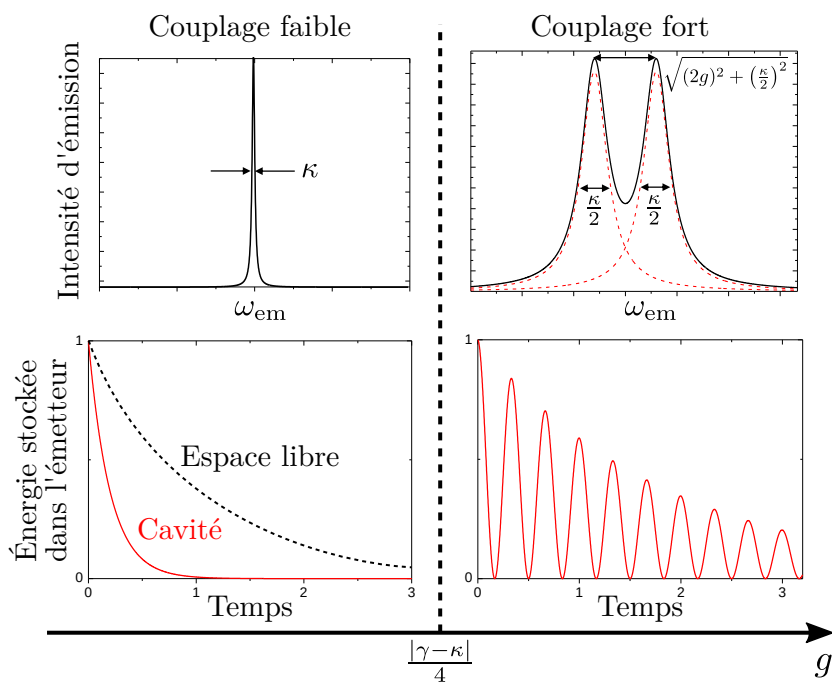 Couplage faible
Couplage fort
Intensité d'émission
κ
√(2g)² + (κ/2)²
κ/2
κ/2
ω_em
ω_em
Énergie stockée
dans l'émetteur
1
0
Espace libre
Cavité
0
1
2
3
Temps
1
0
0
1
2
3
Temps
|γ−κ|/4
g